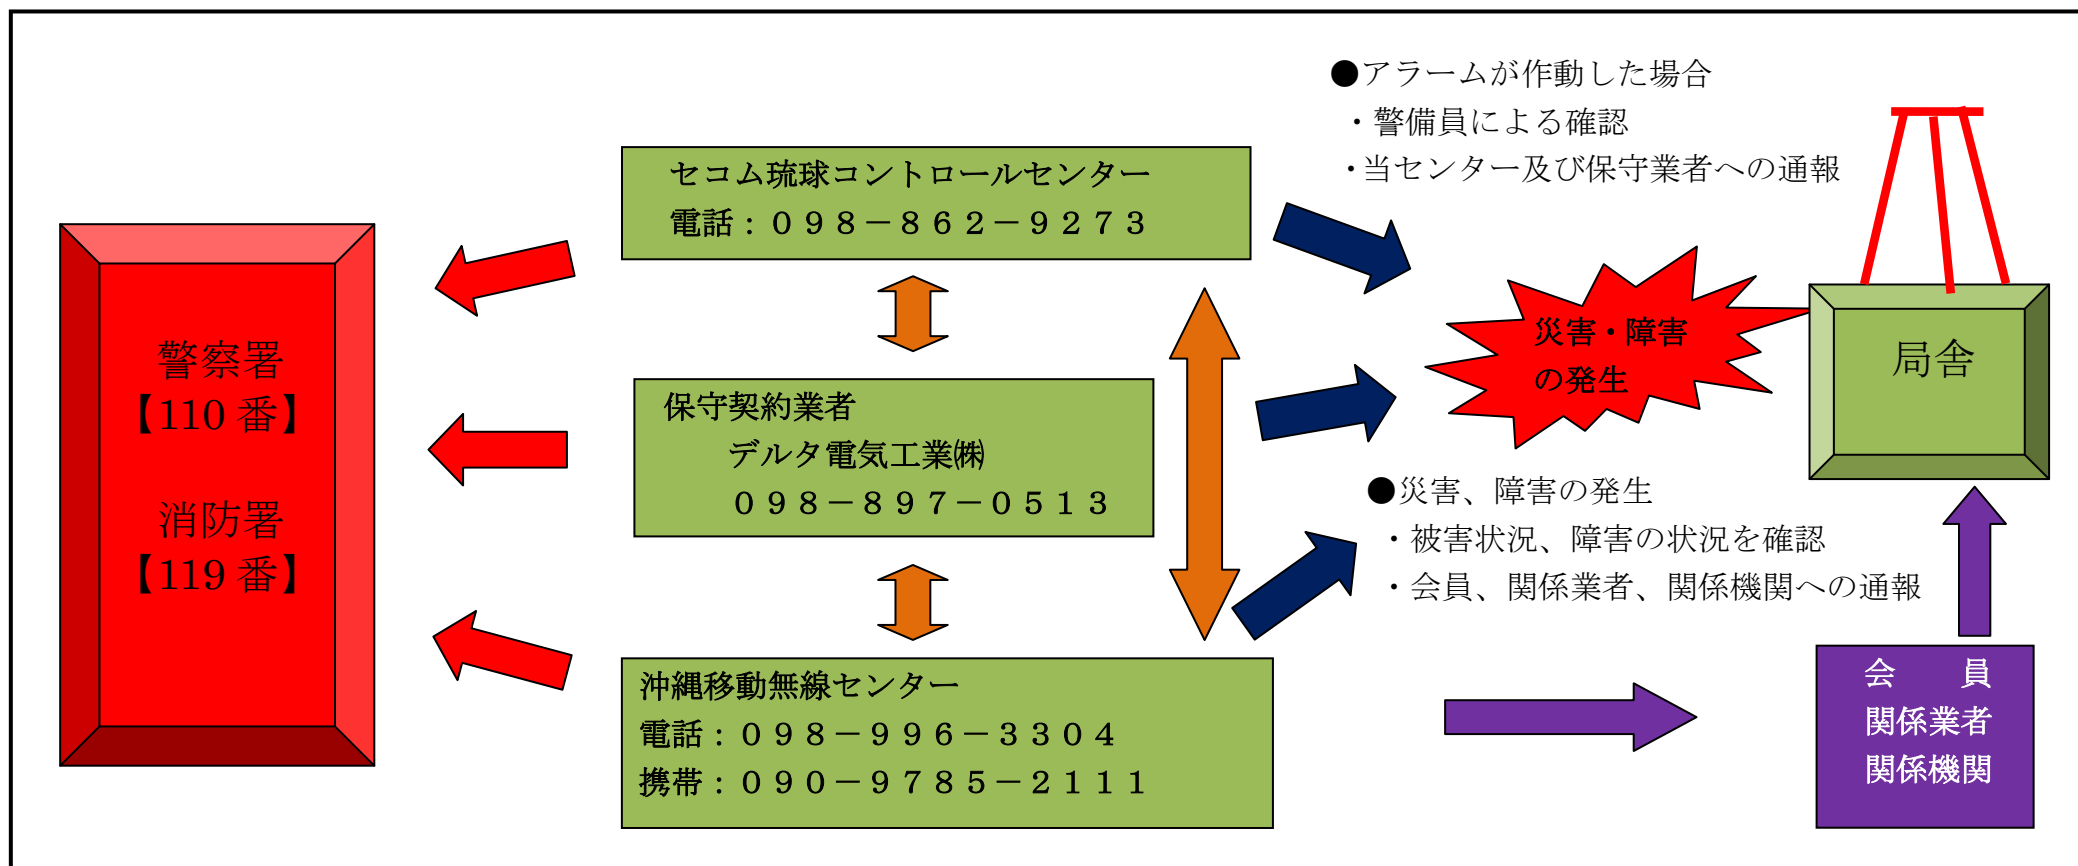 ●アラームが作動した場合
・警備員による確認
・当センター及び保守業者への通報
セコム琉球コントロールセンター
電話：０９８－８６２－９２７３
警察署
【110 番】
消防署
【119 番】
災害・障害
の発生
局舎
保守契約業者
デルタ電気工業㈱
０９８－８９７－０５１３
●災害、障害の発生
・被害状況、障害の状況を確認
・会員、関係業者、関係機関への通報
沖縄移動無線センター
電話：０９８－９９６－３３０４
携帯：０９０－９７８５－２１１１
会　　員
関係業者
関係機関